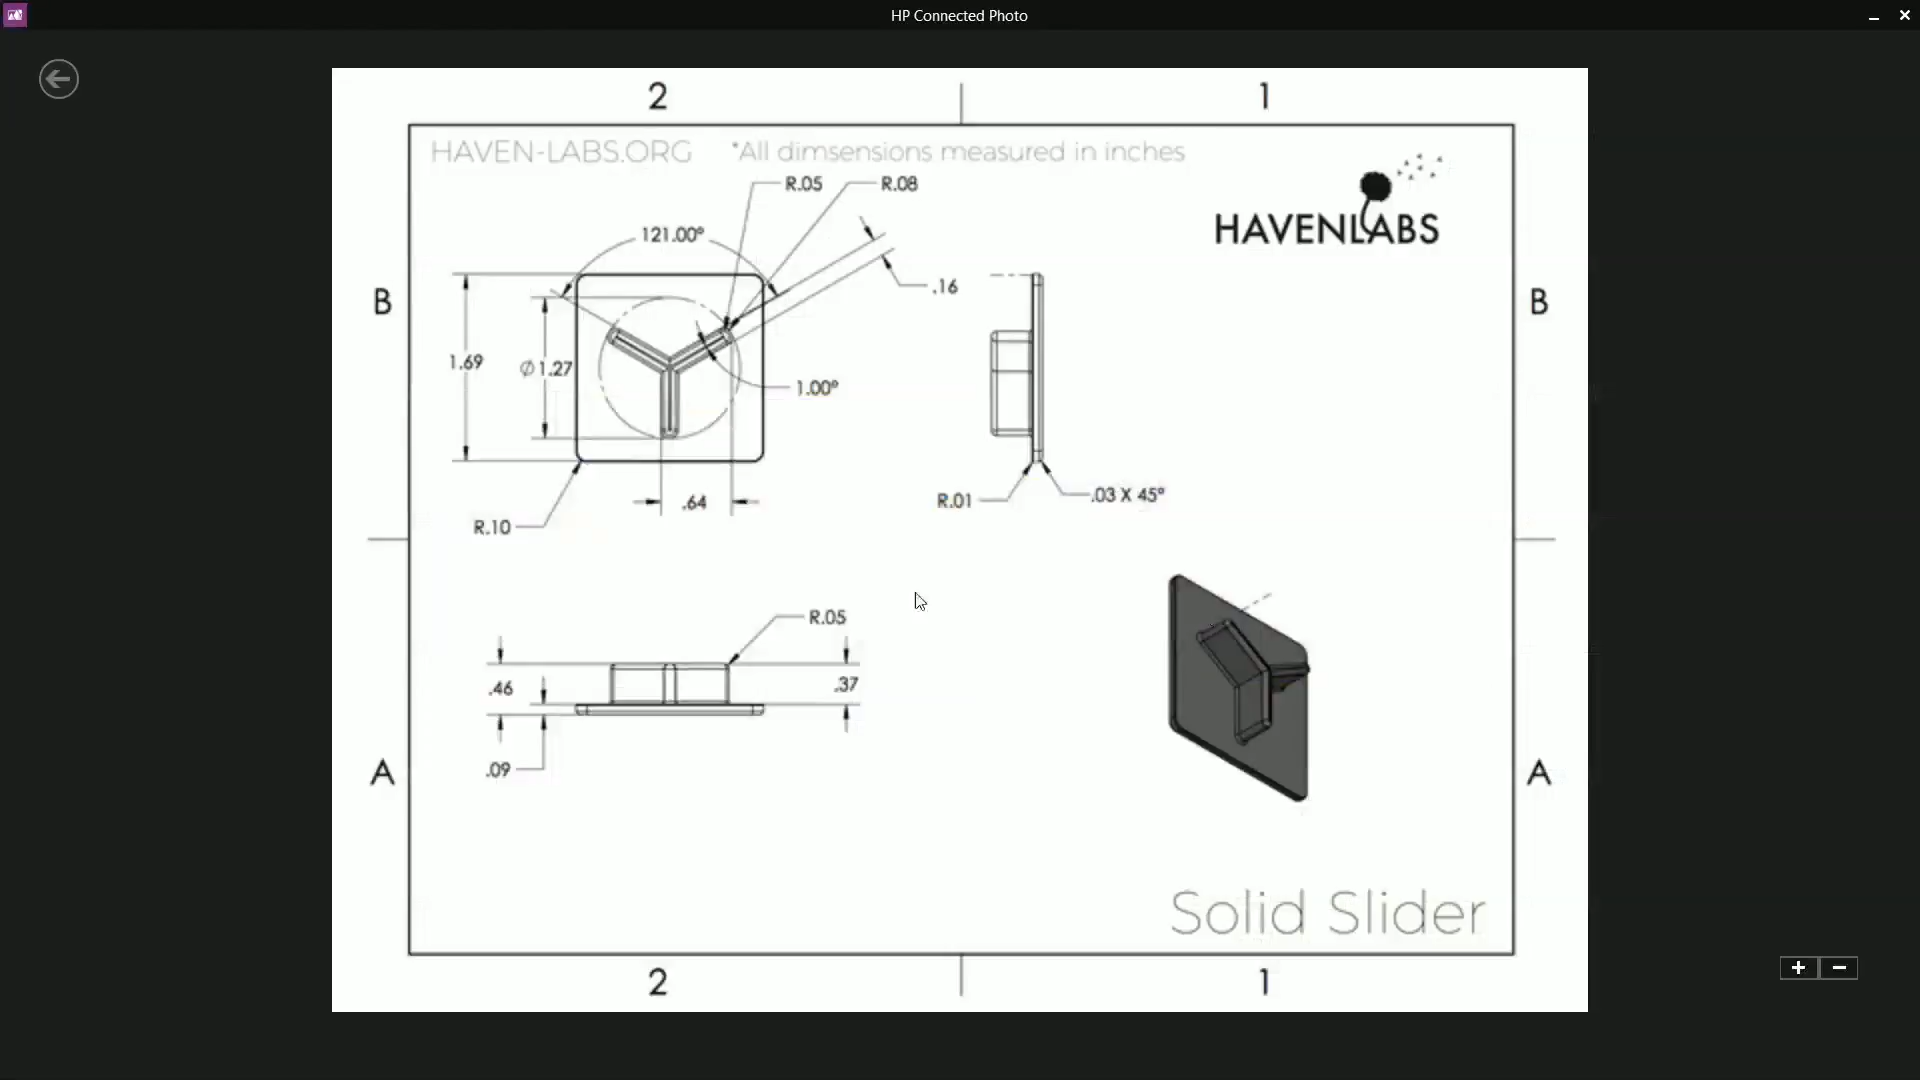 HP Connected Photo
2 1
HAVEN-LABS.ORG *All dimsensions measured in inches
R.05 R.08
HAVENLABS
121.00°
.16
B B
1.69 ∅1.27
1.00°
.64
R.01 .03 X 45°
R.10
R.05
.46 .37
.09
A A
Solid Slider
2 1